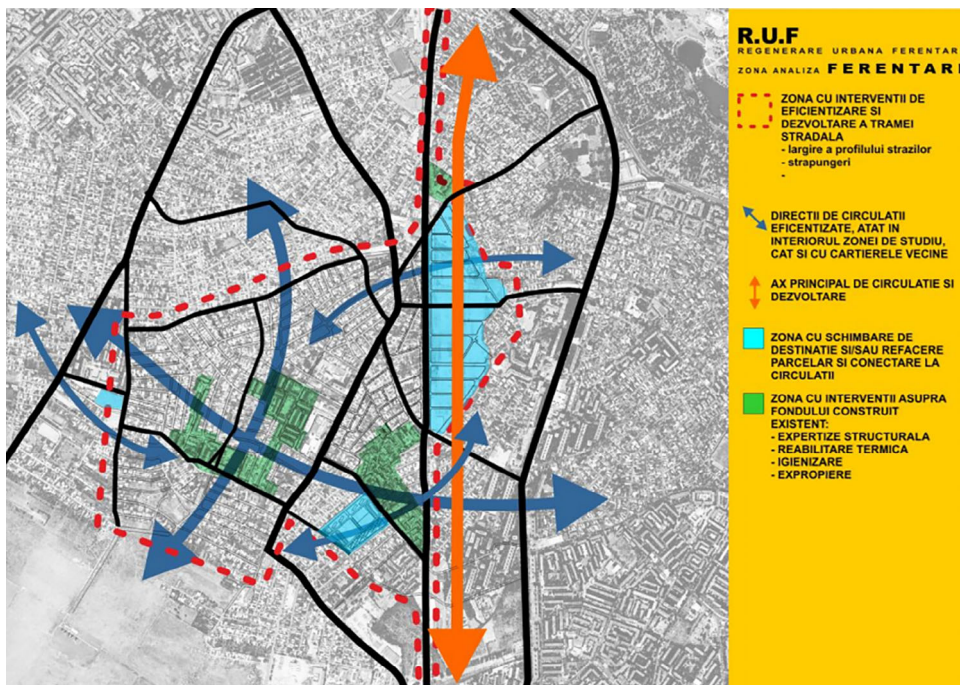 R.U.F
REGENERARE URBANA FERENTARI
ZONA ANALIZA FERENTARI
ZONA CU INTERVENTII DE
EFICIENTIZARE SI
DEZVOLTARE A TRAMEI
STRADALA
- largire a profilului strazilor
- strapungeri
-
DIRECTII DE CIRCULATII
EFICENTIZATE, ATAT IN
INTERIORUL ZONEI DE STUDIU,
CAT SI CU CARTIERELE VECINE
AX PRINCIPAL DE CIRCULATIE SI
DEZVOLTARE
ZONA CU SCHIMBARE DE
DESTINATIE SI/SAU REFACERE
PARCELAR SI CONECTARE LA
CIRCULATII
ZONA CU INTERVENTII ASUPRA
FONDULUI CONSTRUIT
EXISTENT:
- EXPERTIZE STRUCTURALA
- REABILITARE TERMICA
- IGIENIZARE
- EXPROPIERE